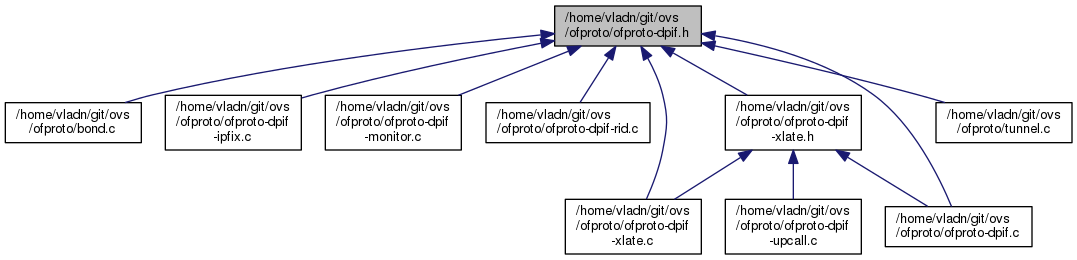 /home/vladn/git/ovs
/ofproto/ofproto-dpif.h
/home/vladn/git/ovs
/ofproto/bond.c
/home/vladn/git/ovs
/ofproto/ofproto-dpif
-ipfix.c
/home/vladn/git/ovs
/ofproto/ofproto-dpif
-monitor.c
/home/vladn/git/ovs
/ofproto/ofproto-dpif-rid.c
/home/vladn/git/ovs
/ofproto/ofproto-dpif
-xlate.h
/home/vladn/git/ovs
/ofproto/tunnel.c
/home/vladn/git/ovs
/ofproto/ofproto-dpif
-xlate.c
/home/vladn/git/ovs
/ofproto/ofproto-dpif
-upcall.c
/home/vladn/git/ovs
/ofproto/ofproto-dpif.c